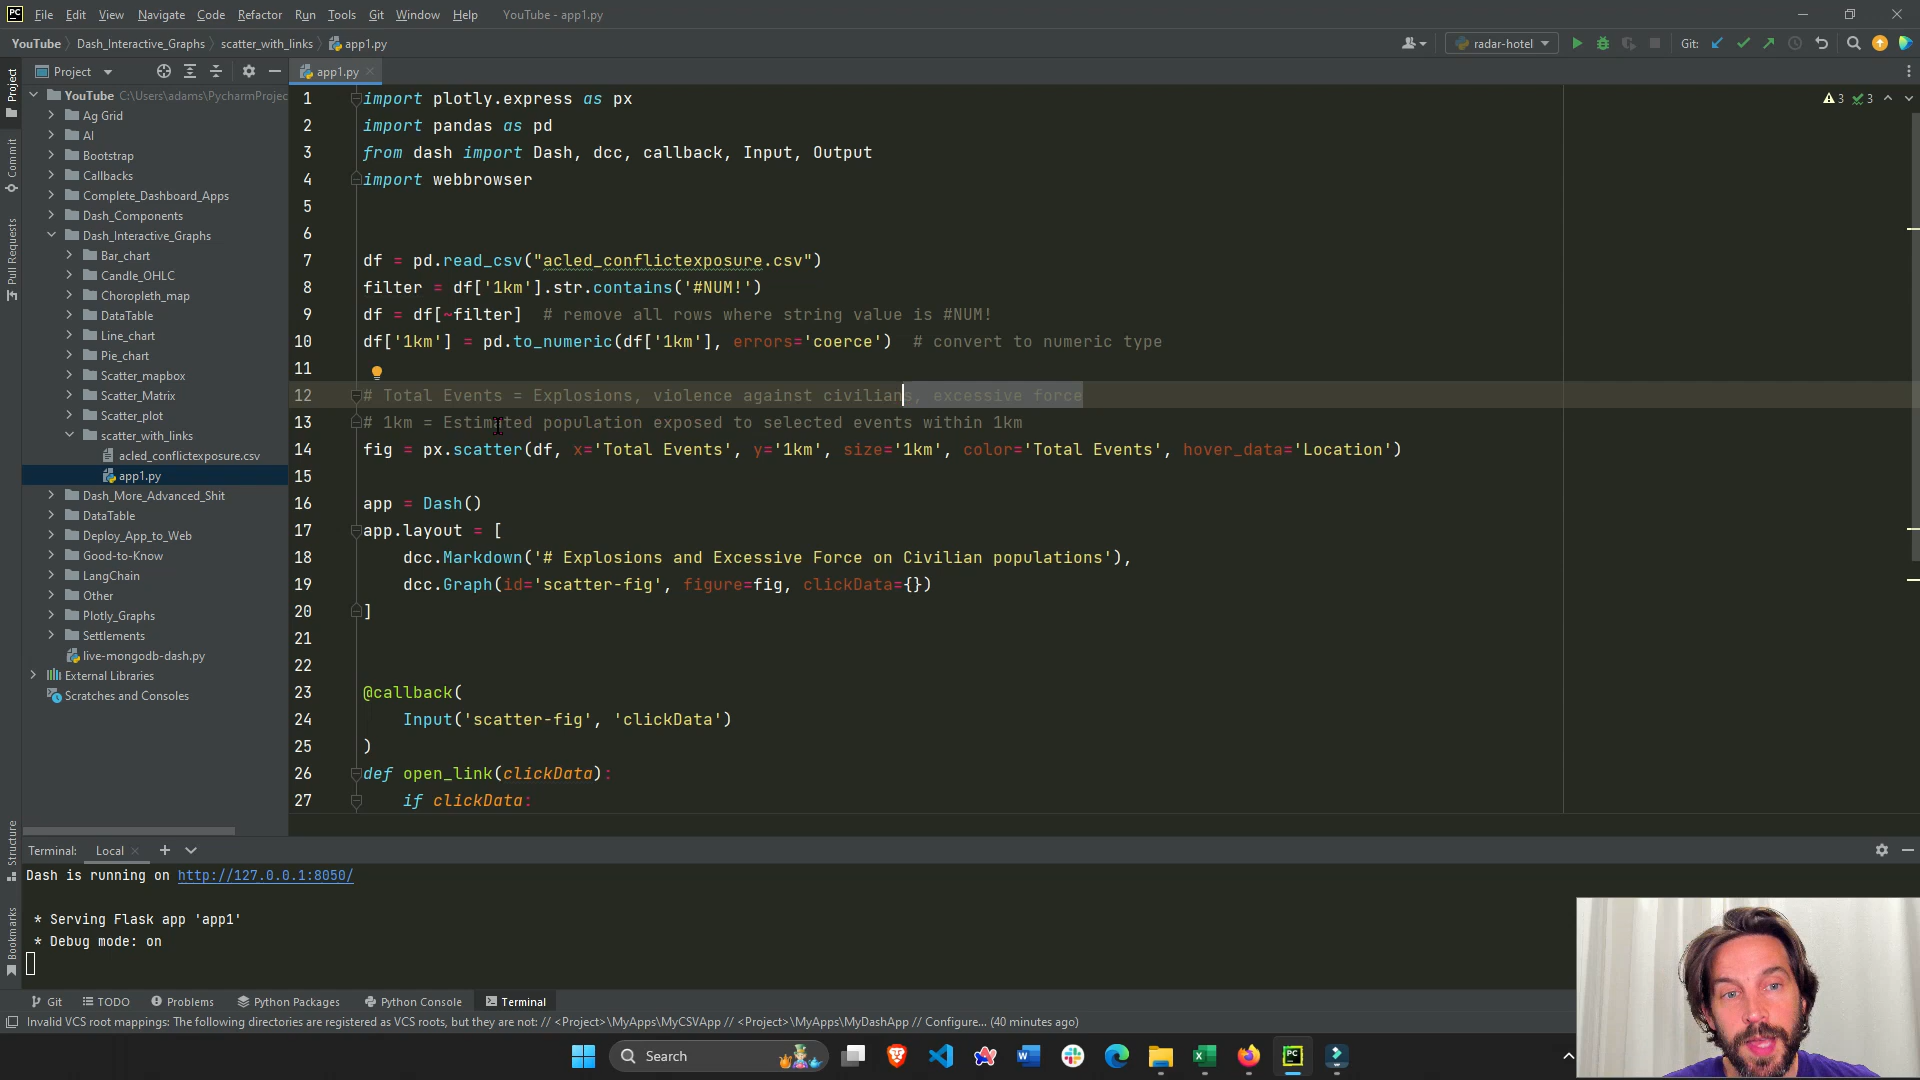 PC File Edit View Navigate Code Refactor Run Tools Git Window Help YouTube - app1.py
YouTube Dash_Interactive_Graphs scatter_with_links app1.py radar-hotel Git:
Project app1.py
YouTube C:\Users\adams\PycharmProjec
Ag Grid
AI
Bootstrap
Callbacks
Complete_Dashboard_Apps
Dash_Components
Dash_Interactive_Graphs
Bar_chart
Candle_OHLC
Choropleth_map
DataTable
Line_chart
Pie_chart
Scatter_mapbox
Scatter_Matrix
Scatter_plot
scatter_with_links
acled_conflictexposure.csv
app1.py
Dash_More_Advanced_Shit
DataTable
Deploy_App_to_Web
Good-to-Know
LangChain
Other
Plotly_Graphs
Settlements
live-mongodb-dash.py
External Libraries
Scratches and Consoles
Project
Commit
Pull Requests
Structure
Bookmarks
3 3
1 import plotly.express as px
2 import pandas as pd
3 from dash import Dash, dcc, callback, Input, Output
4 import webbrowser
5
6
7 df = pd.read_csv("acled_conflictexposure.csv")
8 filter = df['1km'].str.contains('#NUM!')
9 df = df[~filter]  # remove all rows where string value is #NUM!
10 df['1km'] = pd.to_numeric(df['1km'], errors='coerce')  # convert to numeric type
11
12 # Total Events = Explosions, violence against civilians, excessive force
13 # 1km = Estimated population exposed to selected events within 1km
14 fig = px.scatter(df, x='Total Events', y='1km', size='1km', color='Total Events', hover_data='Location')
15
16 app = Dash()
17 app.layout = [
18     dcc.Markdown('# Explosions and Excessive Force on Civilian populations'),
19     dcc.Graph(id='scatter-fig', figure=fig, clickData={})
20 ]
21
22
23 @callback(
24     Input('scatter-fig', 'clickData')
25 )
26 def open_link(clickData):
27     if clickData:
Terminal: Local
Dash is running on http://127.0.0.1:8050/
* Serving Flask app 'app1'
* Debug mode: on
Git TODO Problems Python Packages Python Console Terminal
Invalid VCS root mappings: The following directories are registered as VCS roots, but they are not: // <Project>\MyApps\MyCSVApp // <Project>\MyApps\MyDashApp // Configure... (40 minutes ago)
Search
PC